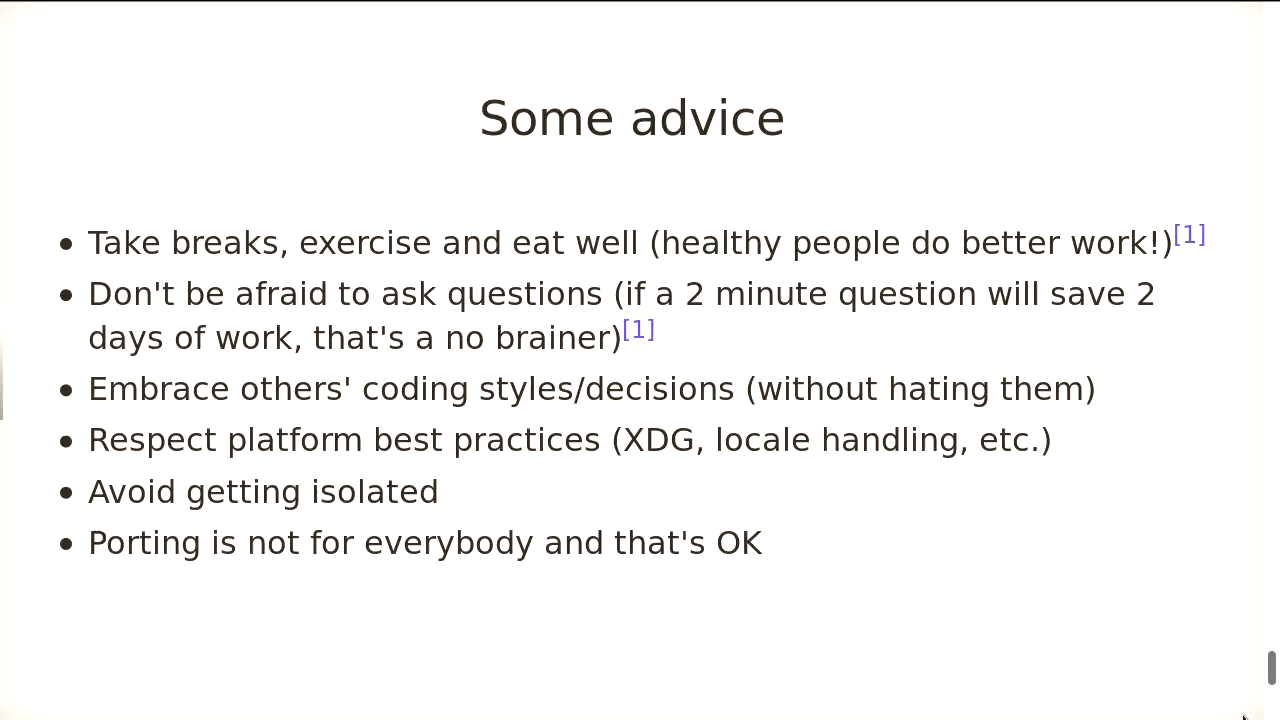 Some advice
• Take breaks, exercise and eat well (healthy people do better work!)[1]
• Don't be afraid to ask questions (if a 2 minute question will save 2
days of work, that's a no brainer)[1]
• Embrace others' coding styles/decisions (without hating them)
• Respect platform best practices (XDG, locale handling, etc.)
• Avoid getting isolated
• Porting is not for everybody and that's OK